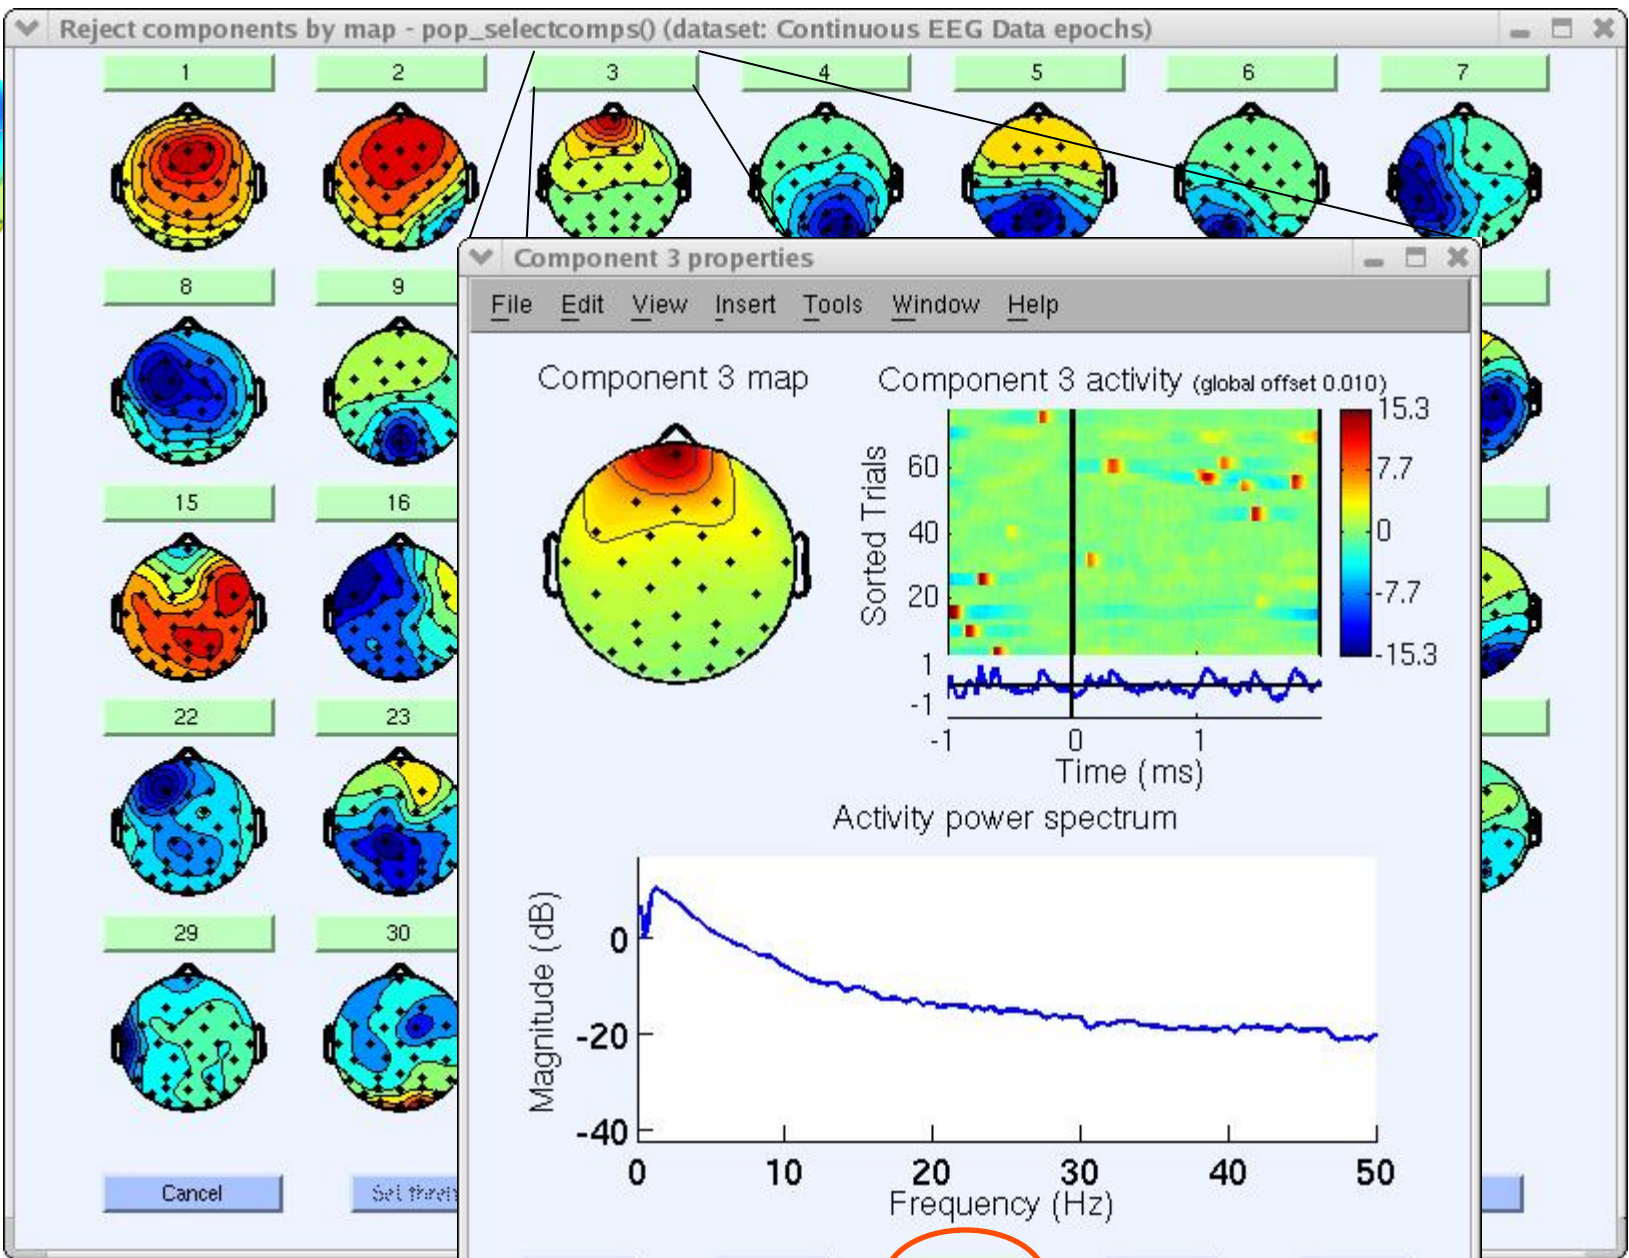 Reject components by map - pop_selectcomps() (dataset: Continuous EEG Data epochs)
1 2 3 4 5 6 7
8 9
Component 3 properties
File Edit View Insert Tools Window Help
Component 3 map
Component 3 activity (global offset 0.010)
15.3
7.7
0
-7.7
-15.3
Sorted Trials
60
40
20
1
-1
-1 0 1
Time (ms)
15 16
22 23
Activity power spectrum
Magnitude (dB)
0
-20
-40
0 10 20 30 40 50
Frequency (Hz)
29 30
Cancel
Set